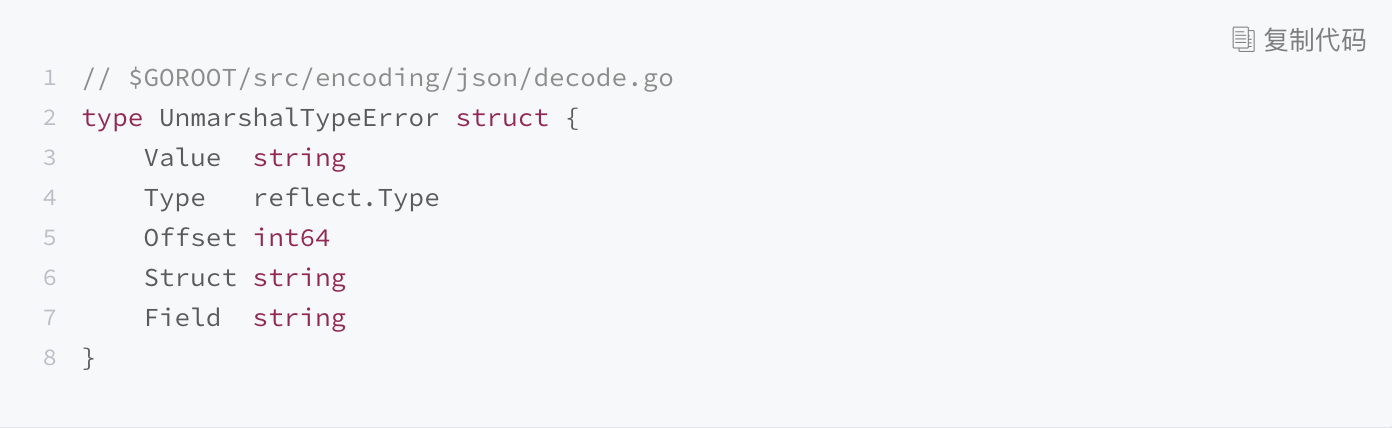 复制代码
1 // $GOROOT/src/encoding/json/decode.go
2 type UnmarshalTypeError struct {
3     Value  string
4     Type   reflect.Type
5     Offset int64
6     Struct string
7     Field  string
8 }